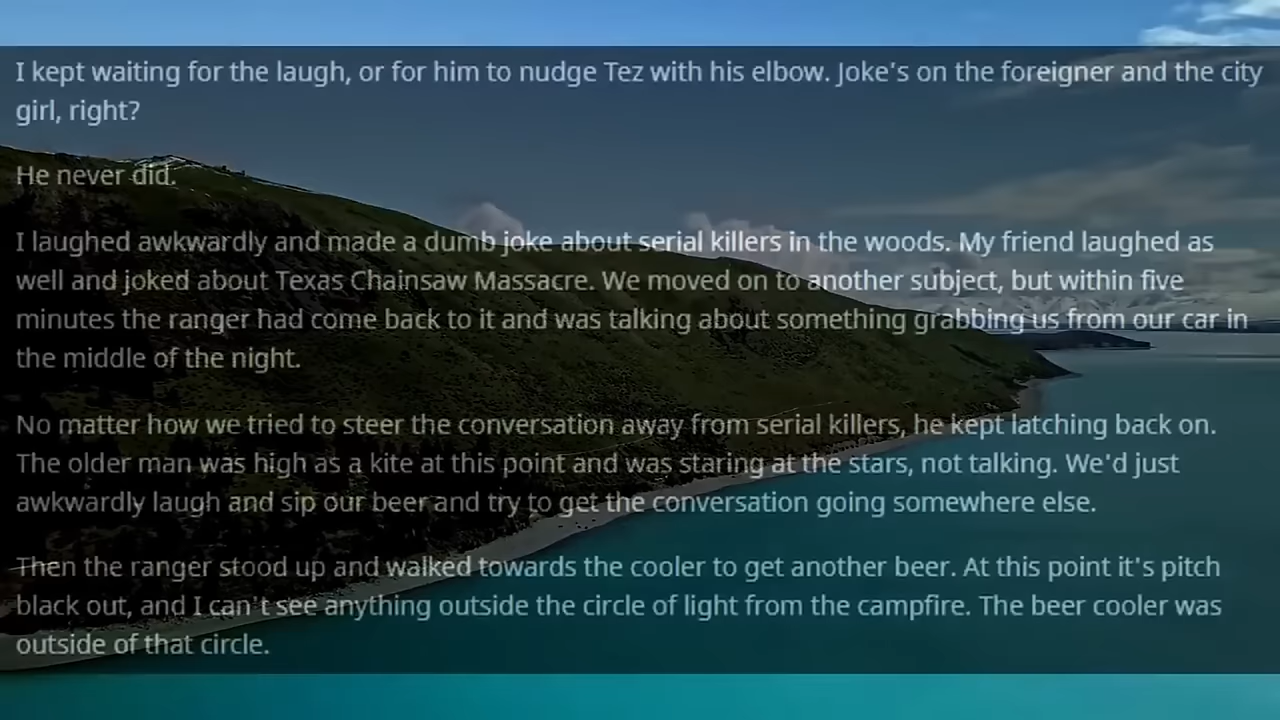 I kept waiting for the laugh, or for him to nudge Tez with his elbow. Joke's on the foreigner and the city
girl, right?
He never did.
I laughed awkwardly and made a dumb joke about serial killers in the woods. My friend laughed as
well and joked about Texas Chainsaw Massacre. We moved on to another subject, but within five
minutes the ranger had come back to it and was talking about something grabbing us from our car in
the middle of the night.
No matter how we tried to steer the conversation away from serial killers, he kept latching back on.
The older man was high as a kite at this point and was staring at the stars, not talking. We'd just
awkwardly laugh and sip our beer and try to get the conversation going somewhere else.
Then the ranger stood up and walked towards the cooler to get another beer. At this point it's pitch
black out, and I can't see anything outside the circle of light from the campfire. The beer cooler was
outside of that circle.